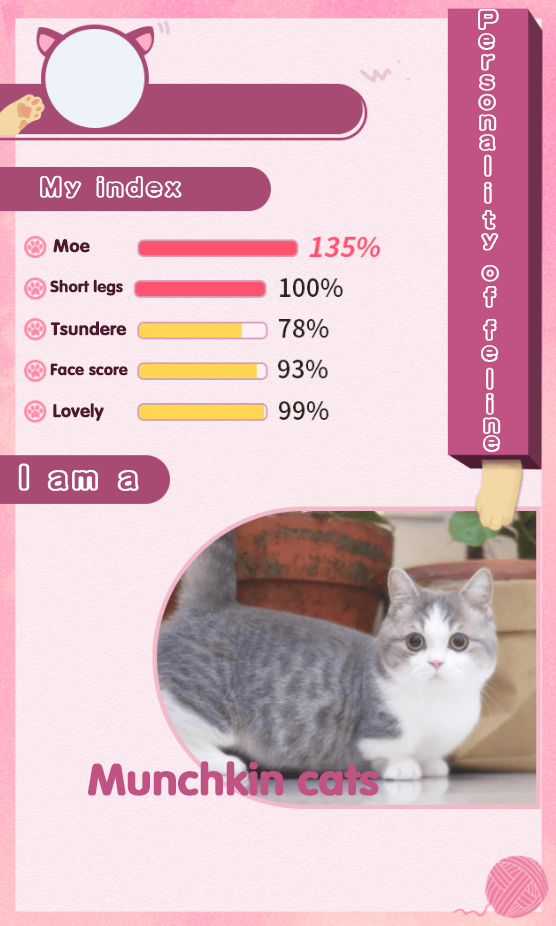 Personality of feline
My index
Moe 135%
Short legs 100%
Tsundere 78%
Face score 93%
Lovely 99%
I am a
Munchkin cats